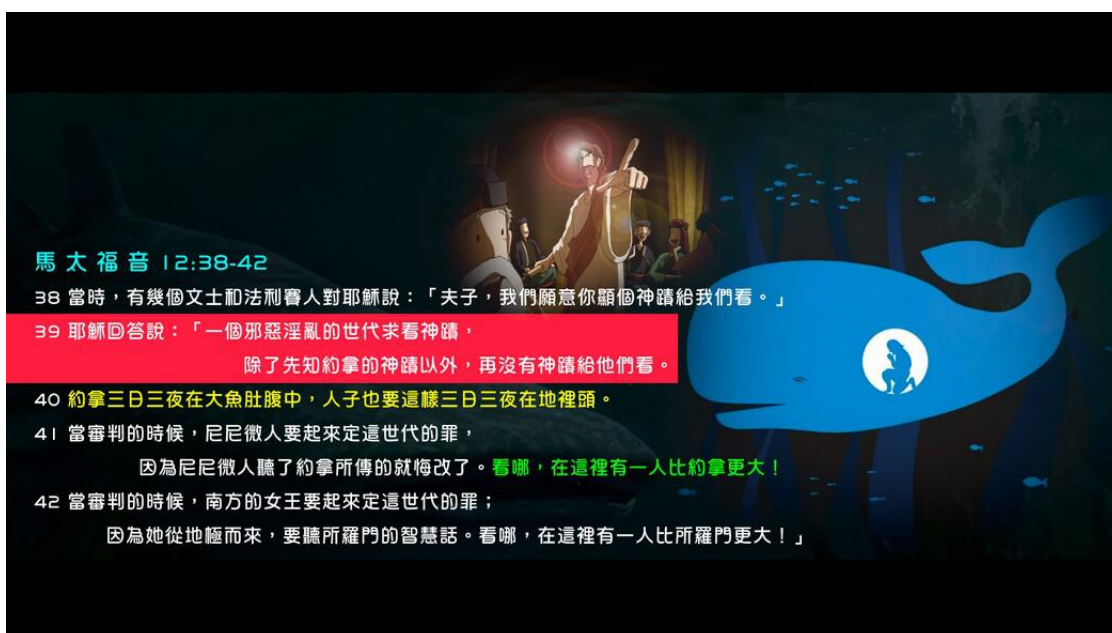 馬太福音 12:38-42
38 當時，有幾個文士和法利賽人對耶穌說：「夫子，我們願意你顯個神蹟給我們看。」
39 耶穌回答說：「一個邪惡淫亂的世代求看神蹟，
除了先知約拿的神蹟以外，再沒有神蹟給他們看。
40 約拿三日三夜在大魚肚腹中，人子也要這樣三日三夜在地裡頭。
41 當審判的時候，尼尼微人要起來定這世代的罪，
因為尼尼微人聽了約拿所傳的就悔改了。看哪，在這裡有一人比約拿更大！
42 當審判的時候，南方的女王要起來定這世代的罪；
因為她從地極而來，要聽所羅門的智慧話。看哪，在這裡有一人比所羅門更大！」